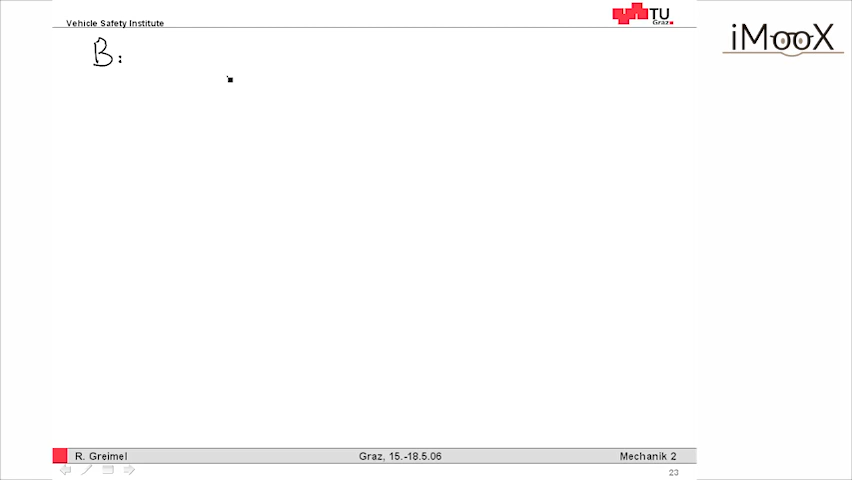 Vehicle Safety Institute
TU
Graz
iMooX
B:
R. Greimel
Graz, 15.-18.5.06
Mechanik 2
23